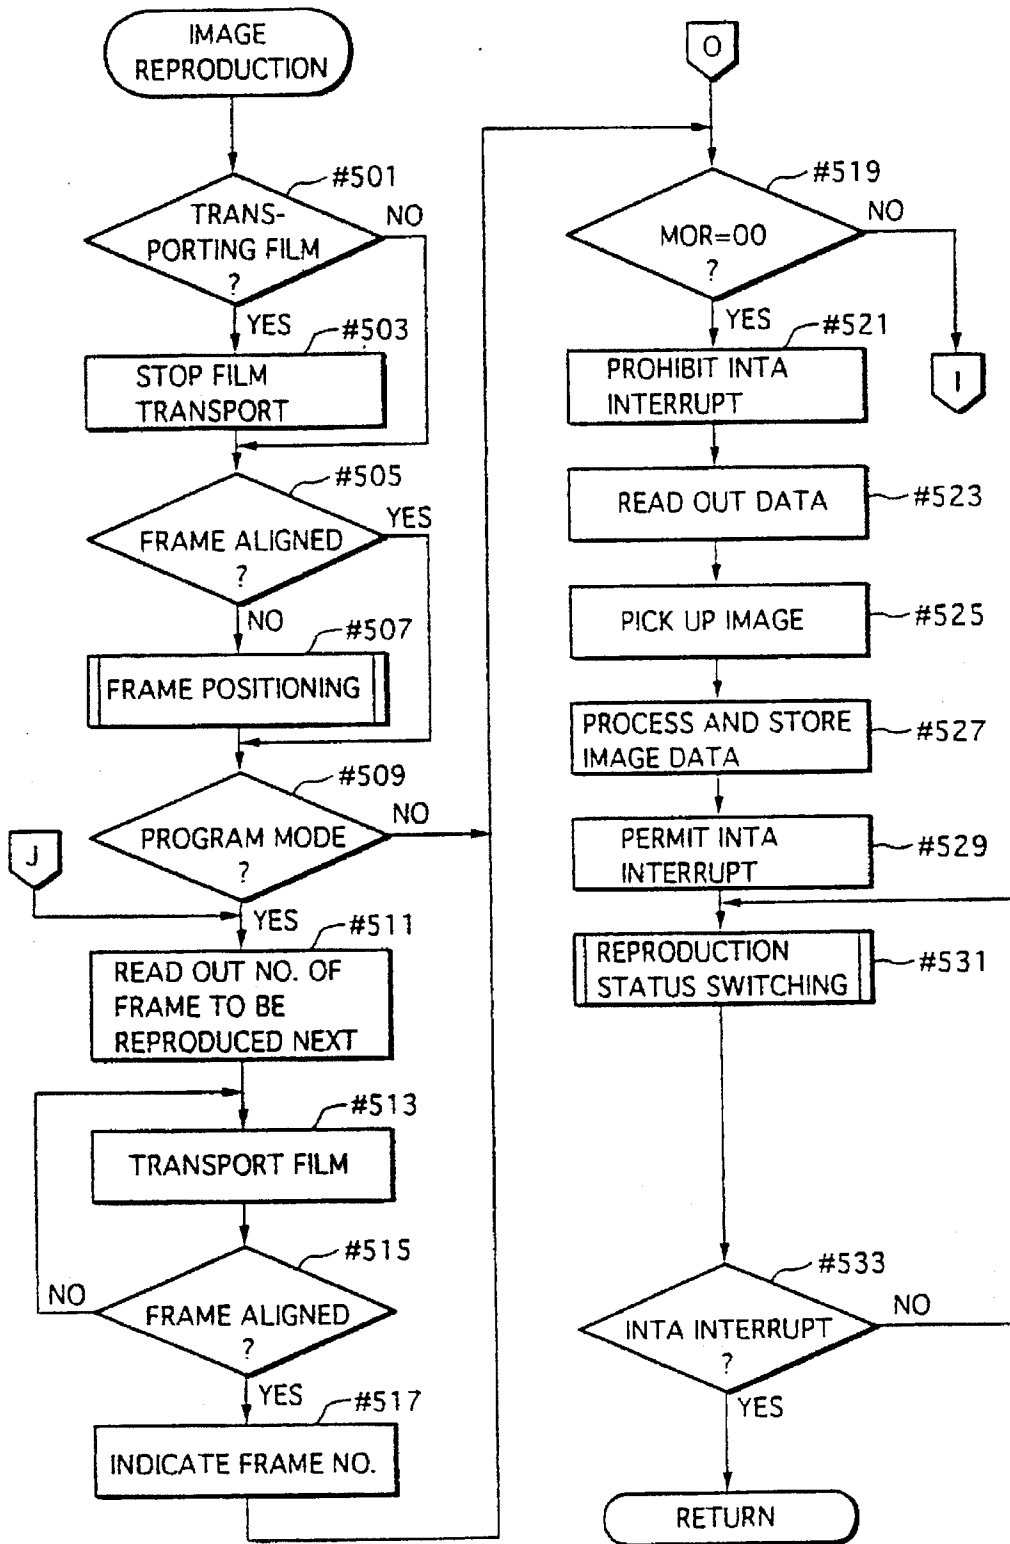 IMAGE
REPRODUCTION
#501
TRANS-
PORTING FILM
?
NO
YES
#503
STOP FILM
TRANSPORT
#505
FRAME ALIGNED
?
YES
NO
#507
FRAME POSITIONING
#509
PROGRAM MODE
?
NO
J
YES
#511
READ OUT NO. OF
FRAME TO BE
REPRODUCED NEXT
#513
TRANSPORT FILM
#515
FRAME ALIGNED
?
NO
YES
#517
INDICATE FRAME NO.
O
#519
MOR=00
?
NO
I
YES
#521
PROHIBIT INTA
INTERRUPT
READ OUT DATA
#523
PICK UP IMAGE
#525
PROCESS AND STORE
IMAGE DATA
#527
PERMIT INTA
INTERRUPT
#529
REPRODUCTION
STATUS SWITCHING
#531
#533
INTA INTERRUPT
?
NO
YES
RETURN